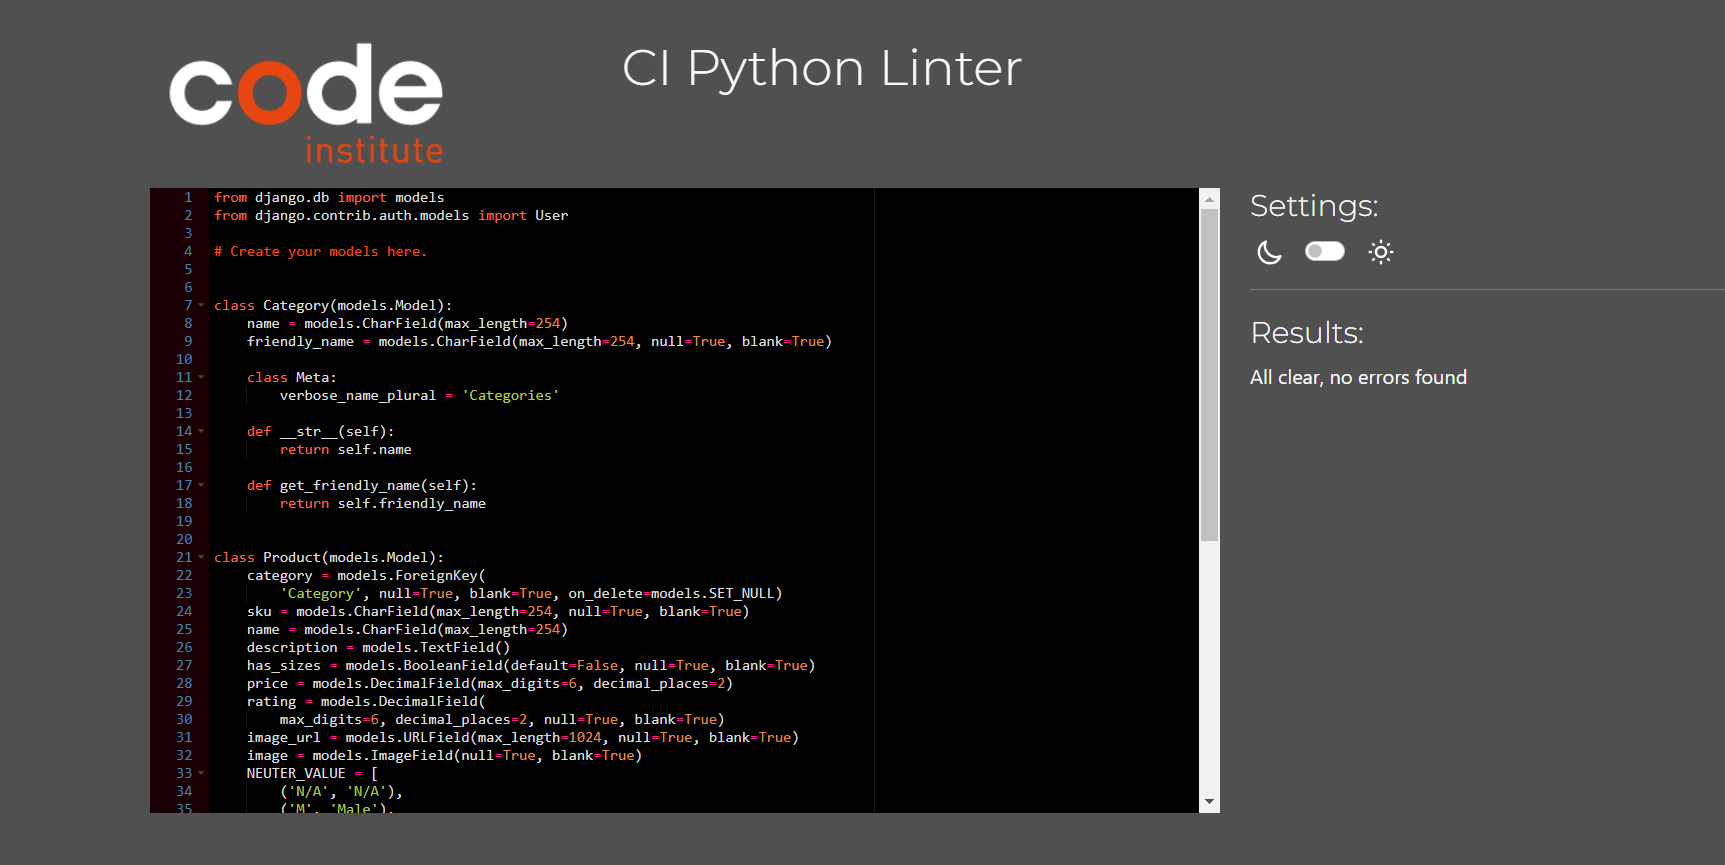 code
institute
CI Python Linter
1 from django.db import models
2 from django.contrib.auth.models import User
3
4 # Create your models here.
5
6
7 class Category(models.Model):
8     name = models.CharField(max_length=254)
9     friendly_name = models.CharField(max_length=254, null=True, blank=True)
10
11     class Meta:
12         verbose_name_plural = 'Categories'
13
14     def __str__(self):
15         return self.name
16
17     def get_friendly_name(self):
18         return self.friendly_name
19
20
21 class Product(models.Model):
22     category = models.ForeignKey(
23         'Category', null=True, blank=True, on_delete=models.SET_NULL)
24     sku = models.CharField(max_length=254, null=True, blank=True)
25     name = models.CharField(max_length=254)
26     description = models.TextField()
27     has_sizes = models.BooleanField(default=False, null=True, blank=True)
28     price = models.DecimalField(max_digits=6, decimal_places=2)
29     rating = models.DecimalField(
30         max_digits=6, decimal_places=2, null=True, blank=True)
31     image_url = models.URLField(max_length=1024, null=True, blank=True)
32     image = models.ImageField(null=True, blank=True)
33     NEUTER_VALUE = [
34         ('N/A', 'N/A'),
35         ('M', 'Male'),
Settings:
Results:
All clear, no errors found